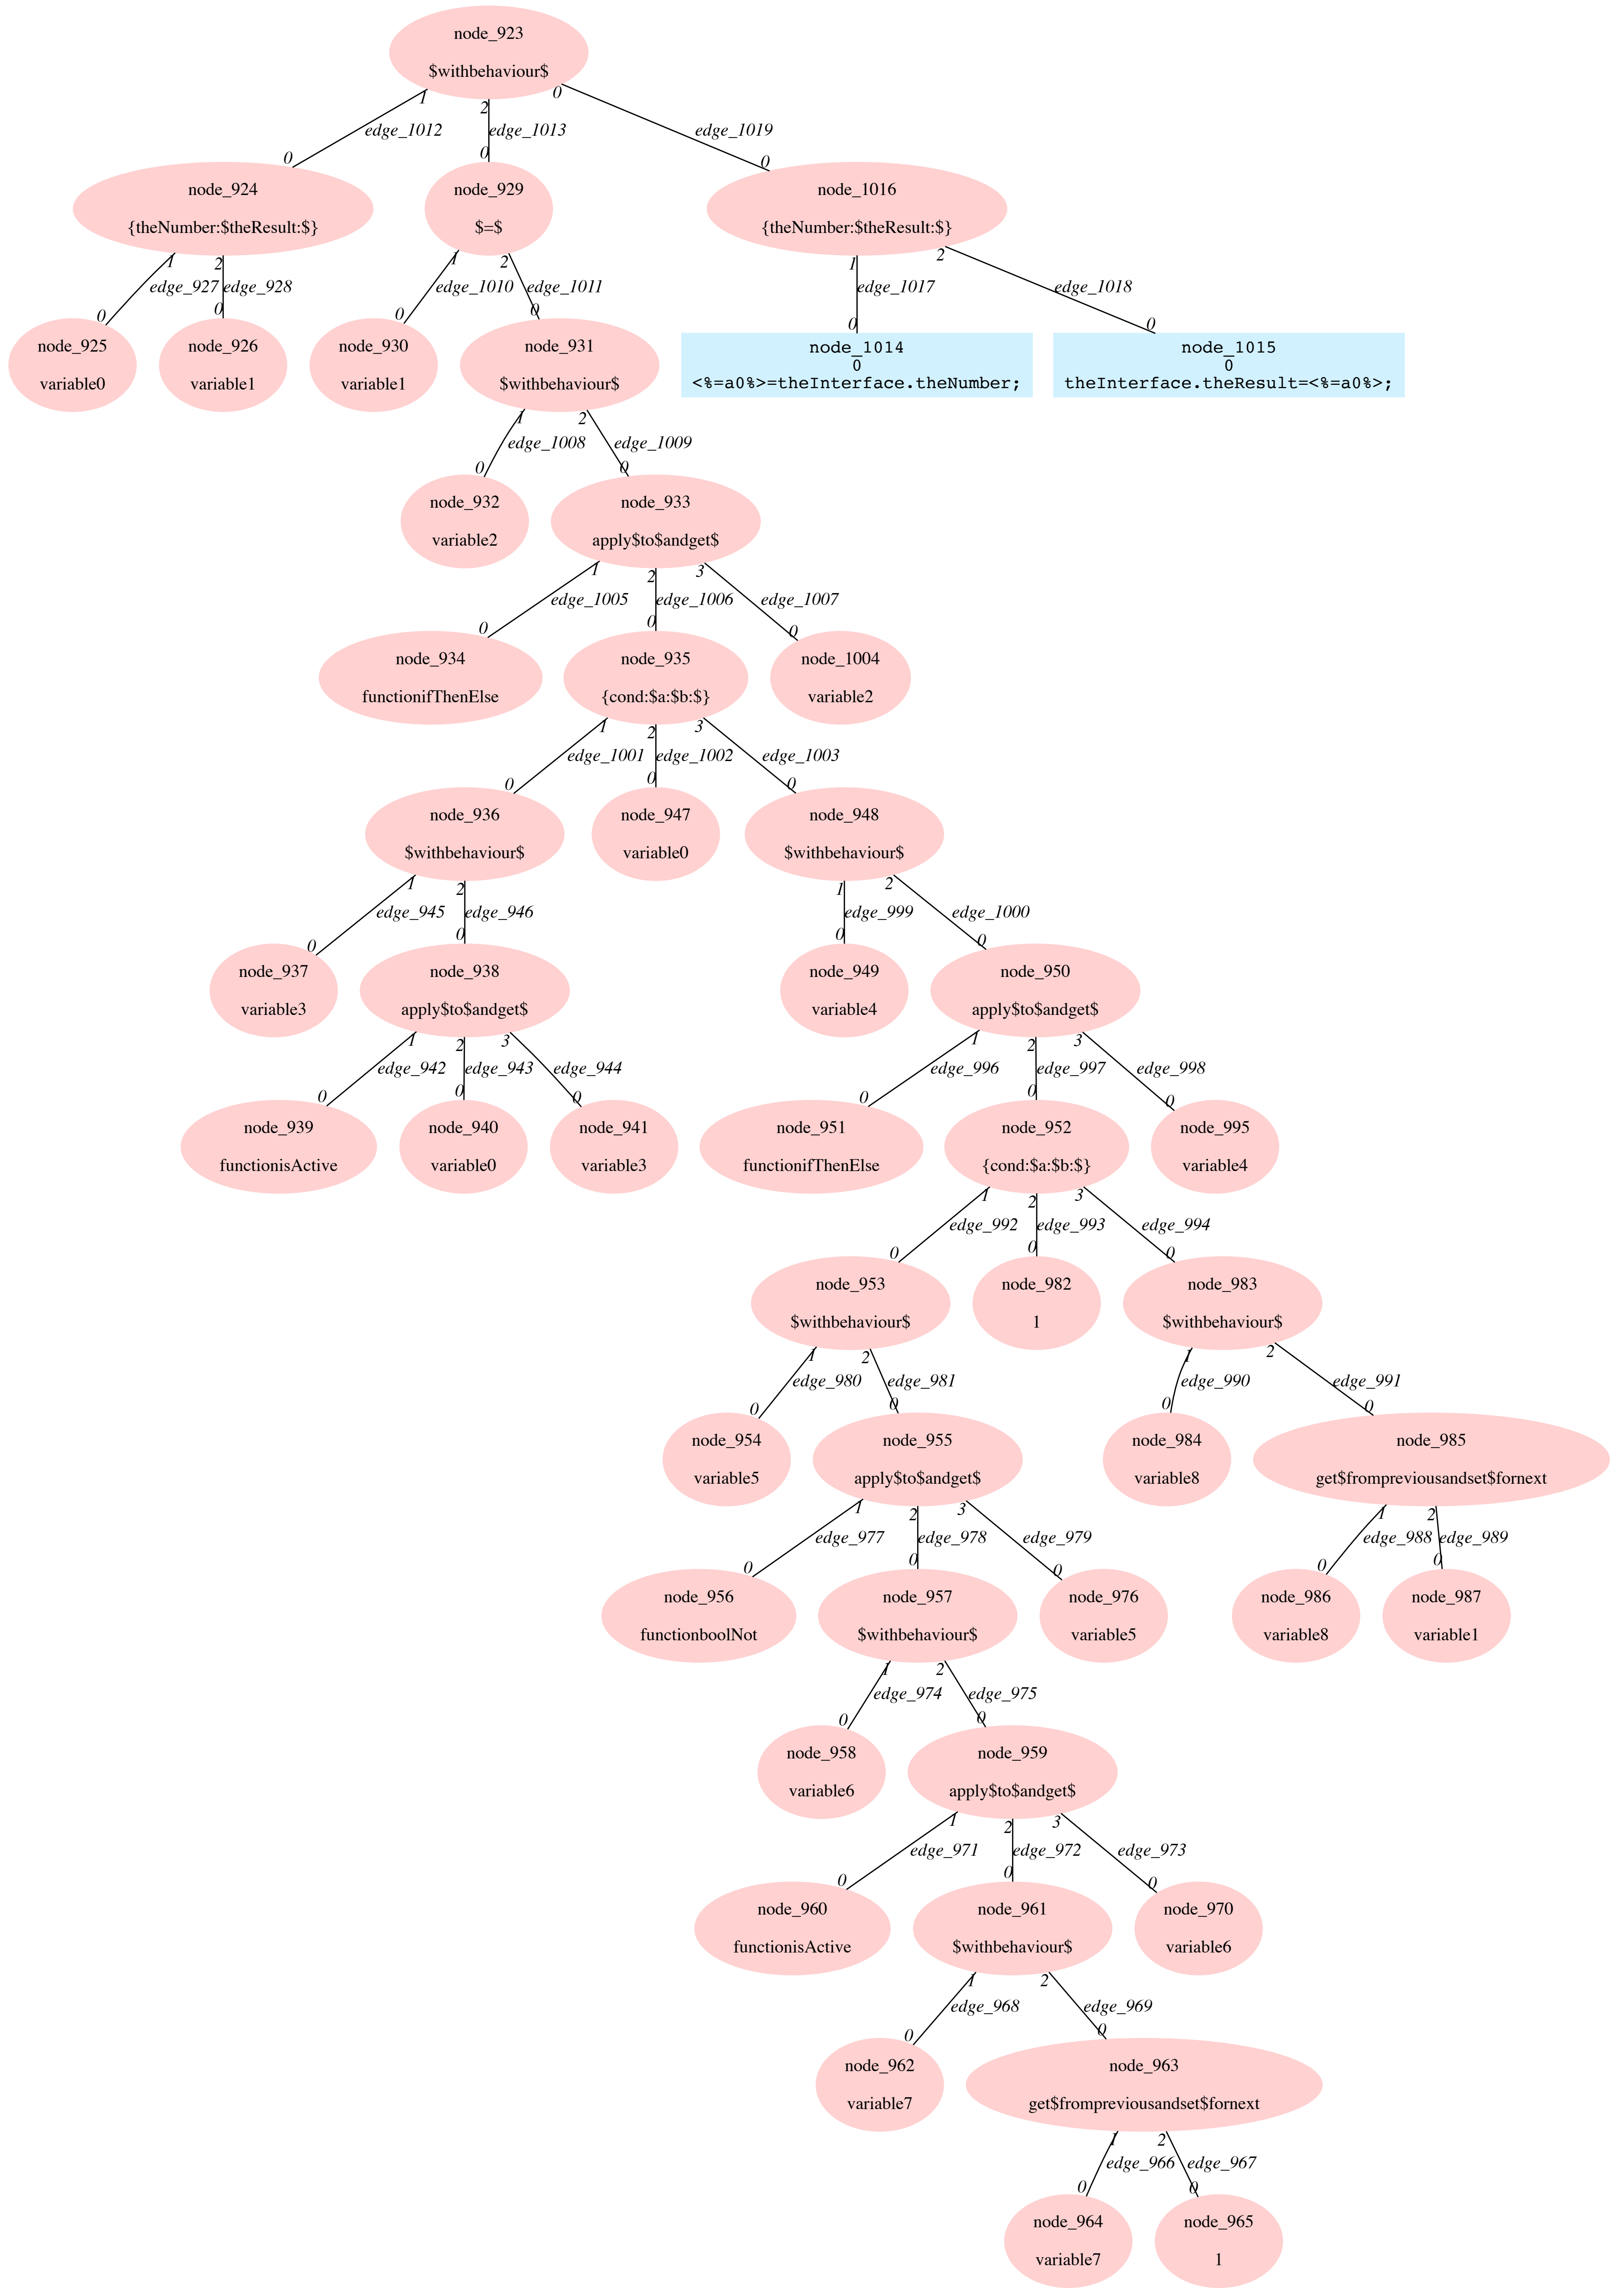 node_923
$withbehaviour$
1
2
0
edge_1012
edge_1013
edge_1019
0
0
0
node_924
{theNumber:$theResult:$}
node_929
$=$
node_1016
{theNumber:$theResult:$}
1
2
1
2
1
2
edge_927
edge_928
edge_1010
edge_1011
edge_1017
edge_1018
0
0
0
0
0
0
node_925
variable0
node_926
variable1
node_930
variable1
node_931
$withbehaviour$
node_1014
0
<%=a0%>=theInterface.theNumber;
node_1015
0
theInterface.theResult=<%=a0%>;
1
2
edge_1008
edge_1009
0
0
node_932
variable2
node_933
apply$to$andget$
1
2
3
edge_1005
edge_1006
edge_1007
0
0
0
node_934
functionifThenElse
node_935
{cond:$a:$b:$}
node_1004
variable2
1
2
3
edge_1001
edge_1002
edge_1003
0
0
0
node_936
$withbehaviour$
node_947
variable0
node_948
$withbehaviour$
1
2
1
2
edge_945
edge_946
edge_999
edge_1000
0
0
0
0
node_937
variable3
node_938
apply$to$andget$
node_949
variable4
node_950
apply$to$andget$
1
2
3
1
2
3
edge_942
edge_943
edge_944
edge_996
edge_997
edge_998
0
0
0
0
0
0
node_939
functionisActive
node_940
variable0
node_941
variable3
node_951
functionifThenElse
node_952
{cond:$a:$b:$}
node_995
variable4
1
2
3
edge_992
edge_993
edge_994
0
0
0
node_953
$withbehaviour$
node_982
1
node_983
$withbehaviour$
1
2
1
2
edge_980
edge_981
edge_990
edge_991
0
0
0
0
node_954
variable5
node_955
apply$to$andget$
node_984
variable8
node_985
get$frompreviousandset$fornext
1
2
3
1
2
edge_977
edge_978
edge_979
edge_988
edge_989
0
0
0
0
0
node_956
functionboolNot
node_957
$withbehaviour$
node_976
variable5
node_986
variable8
node_987
variable1
1
2
edge_974
edge_975
0
0
node_958
variable6
node_959
apply$to$andget$
1
2
3
edge_971
edge_972
edge_973
0
0
0
node_960
functionisActive
node_961
$withbehaviour$
node_970
variable6
1
2
edge_968
edge_969
0
0
node_962
variable7
node_963
get$frompreviousandset$fornext
1
2
edge_966
edge_967
0
0
node_964
variable7
node_965
1